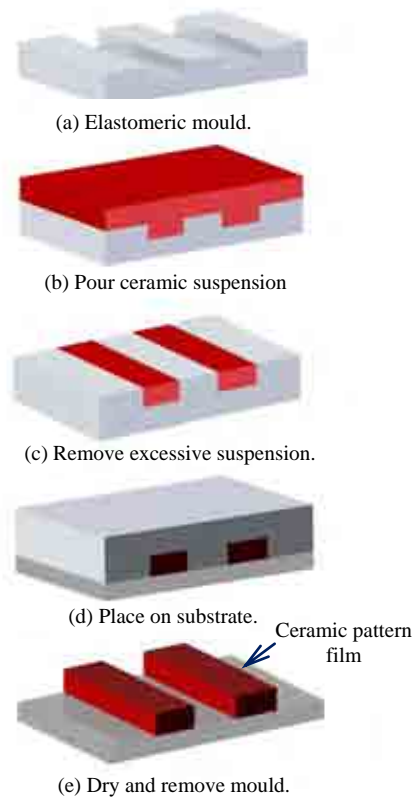 (a) Elastomeric mould.
(b) Pour ceramic suspension
(c) Remove excessive suspension.
(d) Place on substrate.
Ceramic pattern
film
(e) Dry and remove mould.